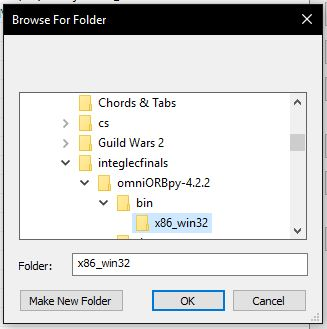 Browse For Folder
Chords & Tabs
cs
Guild Wars 2
integlecfinals
omniORBpy-4.2.2
bin
x86_win32
Folder: x86_win32
Make New Folder OK Cancel